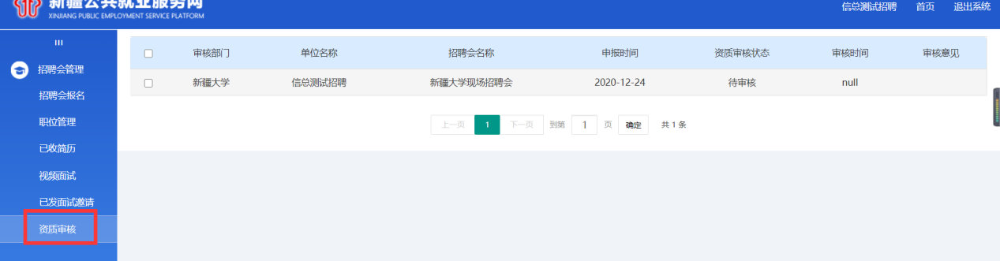 新疆公共就业服务网
XINJIANG PUBLIC EMPLOYMENT SERVICE PLATFORM
信总测试招聘 首页 退出系统
招聘会管理
招聘会报名
职位管理
已收简历
视频面试
已发面试邀请
资质审核
审核部门 单位名称 招聘会名称 申报时间 资质审核状态 审核时间 审核意见
新疆大学 信总测试招聘 新疆大学现场招聘会 2020-12-24 待审核 null
上一页 1 下一页 到第 1 页 确定 共 1 条